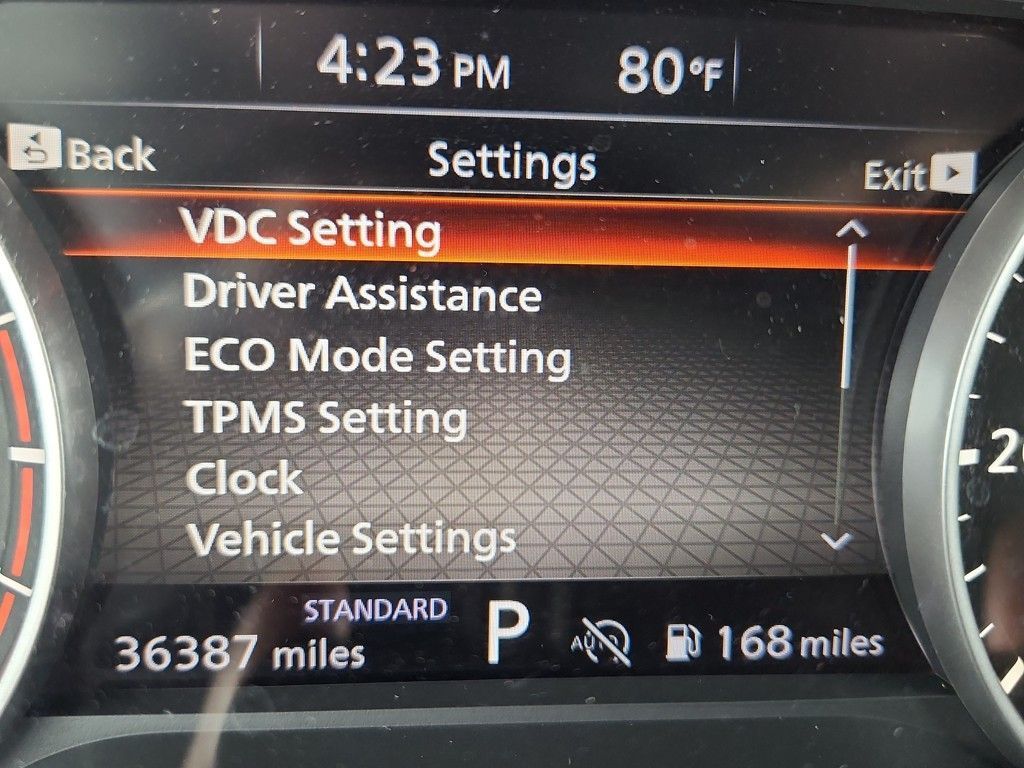 4:23 PM 80°F
Back Settings Exit
VDC Setting
Driver Assistance
ECO Mode Setting
TPMS Setting
Clock
Vehicle Settings
STANDARD
36387 miles P AUTO 168 miles